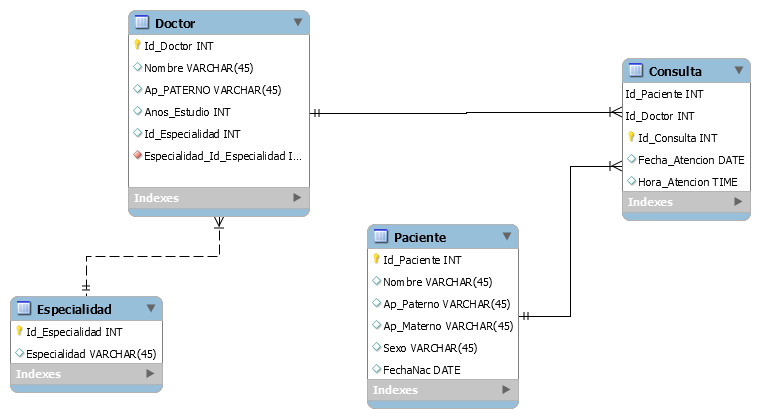 Doctor
Id_Doctor INT
Nombre VARCHAR(45)
Ap_PATERNO VARCHAR(45)
Anos_Estudio INT
Id_Especialidad INT
Especialidad_Id_Especialidad I...
Indexes
Consulta
Id_Paciente INT
Id_Doctor INT
Id_Consulta INT
Fecha_Atencion DATE
Hora_Atencion TIME
Indexes
Paciente
Id_Paciente INT
Nombre VARCHAR(45)
Ap_Paterno VARCHAR(45)
Ap_Materno VARCHAR(45)
Sexo VARCHAR(45)
FechaNac DATE
Indexes
Especialidad
Id_Especialidad INT
Especialidad VARCHAR(45)
Indexes